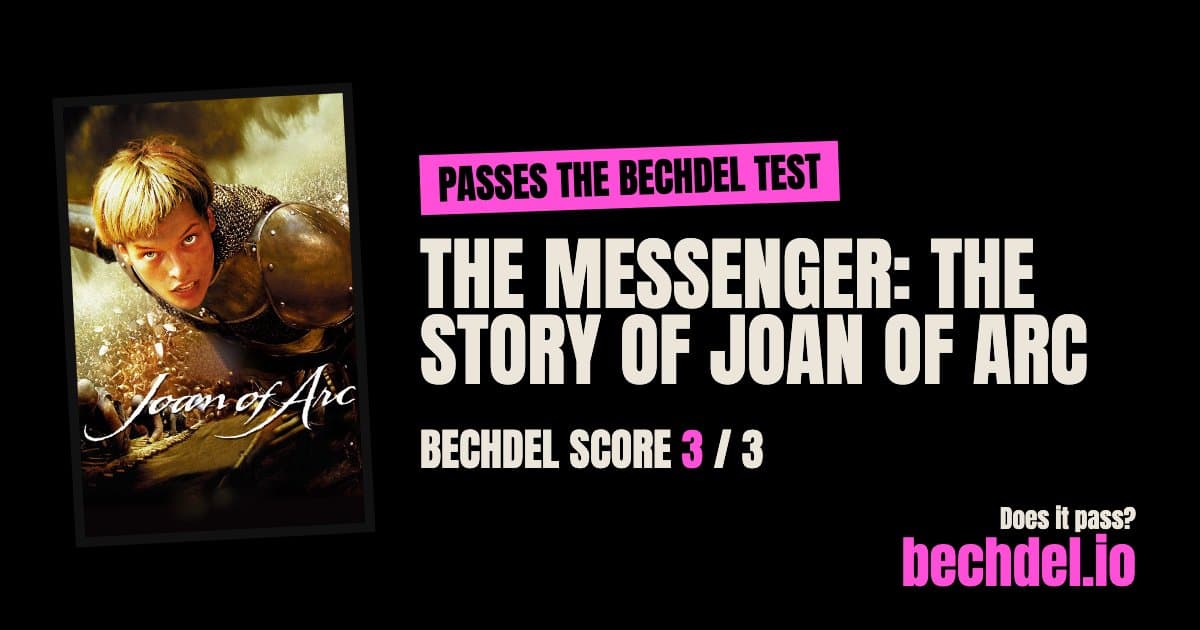 Joan of Arc
PASSES THE BECHDEL TEST
THE MESSENGER: THE
STORY OF JOAN OF ARC
BECHDEL SCORE 3 / 3
Does it pass?
bechdel.io